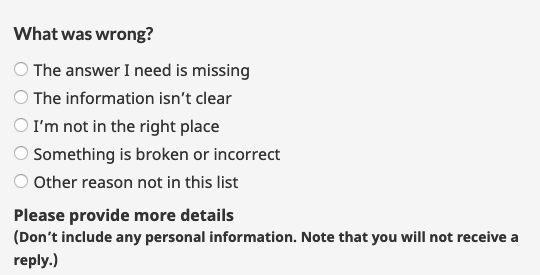 What was wrong?
The answer I need is missing
The information isn't clear
I'm not in the right place
Something is broken or incorrect
Other reason not in this list
Please provide more details
(Don't include any personal information. Note that you will not receive a
reply.)